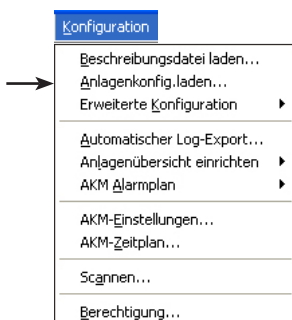 Konfiguration
Beschreibungsdatei laden...
Anlagenkonfig.laden...
Erweiterte Konfiguration
Automatischer Log-Export...
Anlagenübersicht einrichten
AKM Alarmplan
AKM-Einstellungen...
AKM-Zeitplan...
Scannen...
Berechtigung...